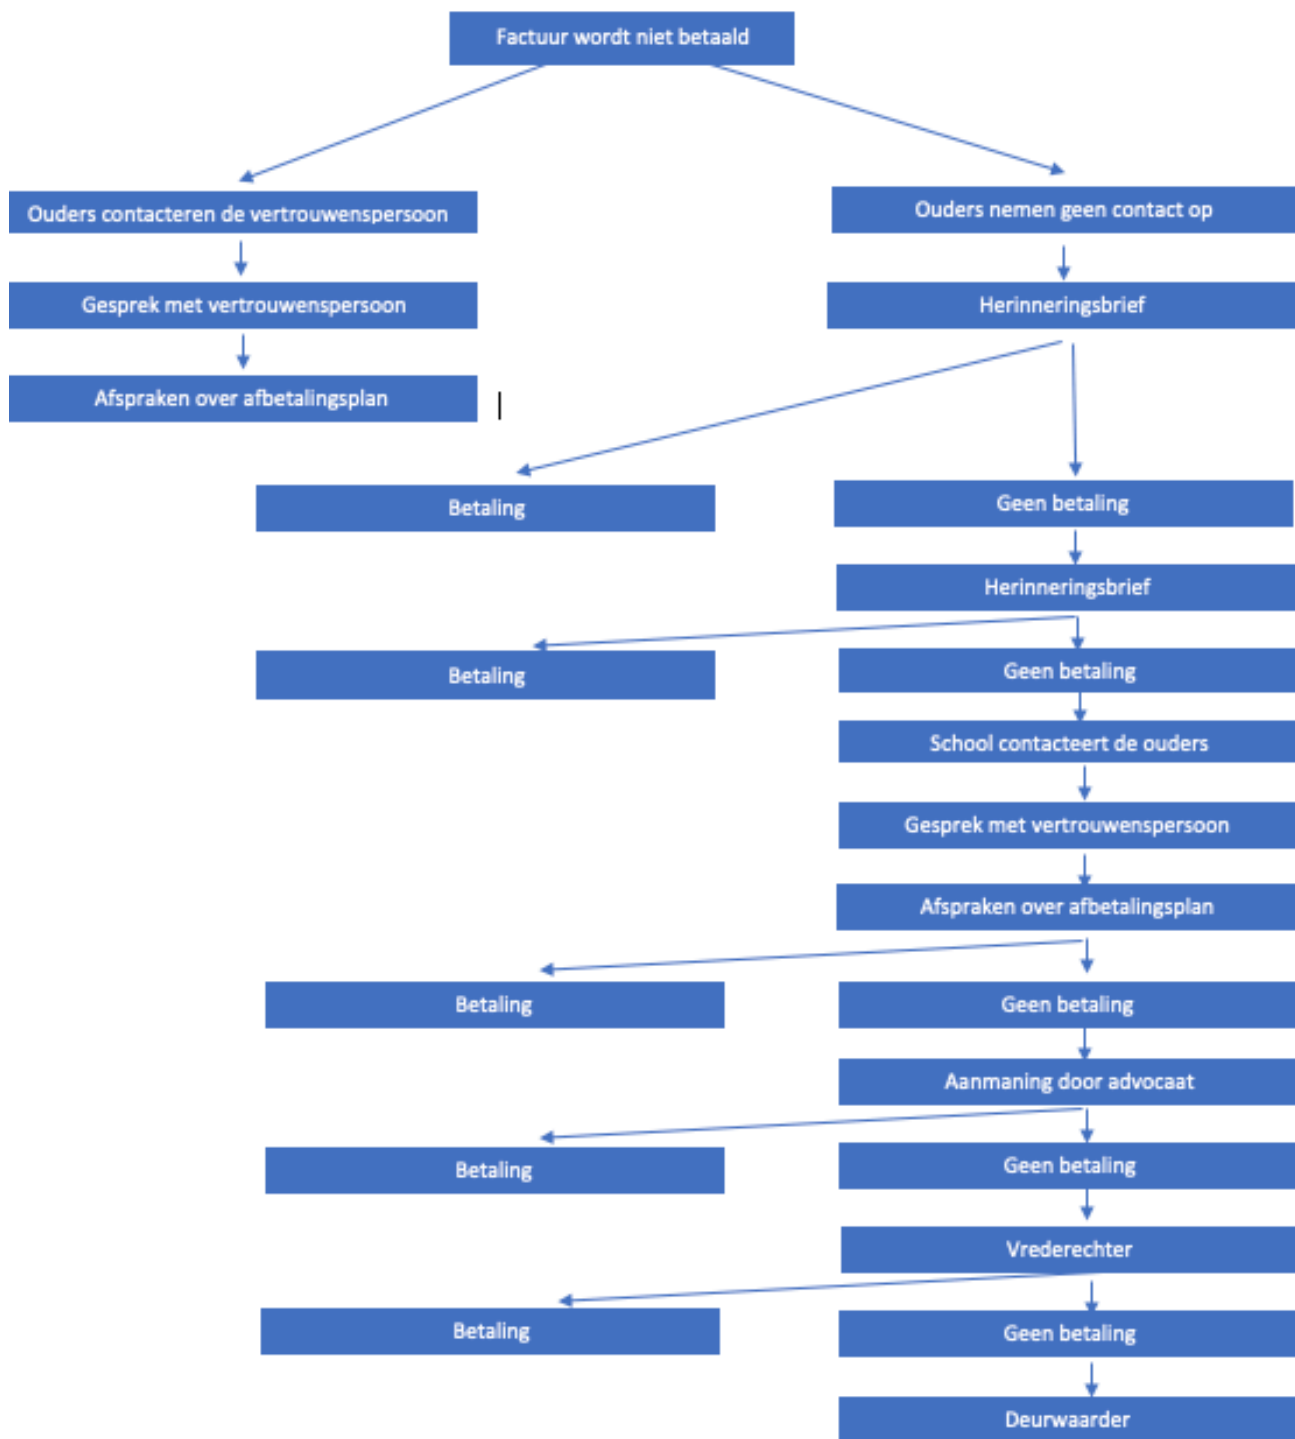 Factuur wordt niet betaald
Ouders contacteren de vertrouwenspersoon
Ouders nemen geen contact op
Gesprek met vertrouwenspersoon
Herinneringsbrief
Afspraken over afbetalingsplan
Betaling
Geen betaling
Herinneringsbrief
Betaling
Geen betaling
School contacteert de ouders
Gesprek met vertrouwenspersoon
Afspraken over afbetalingsplan
Betaling
Geen betaling
Aanmaning door advocaat
Betaling
Geen betaling
Vrederechter
Betaling
Geen betaling
Deurwaarder